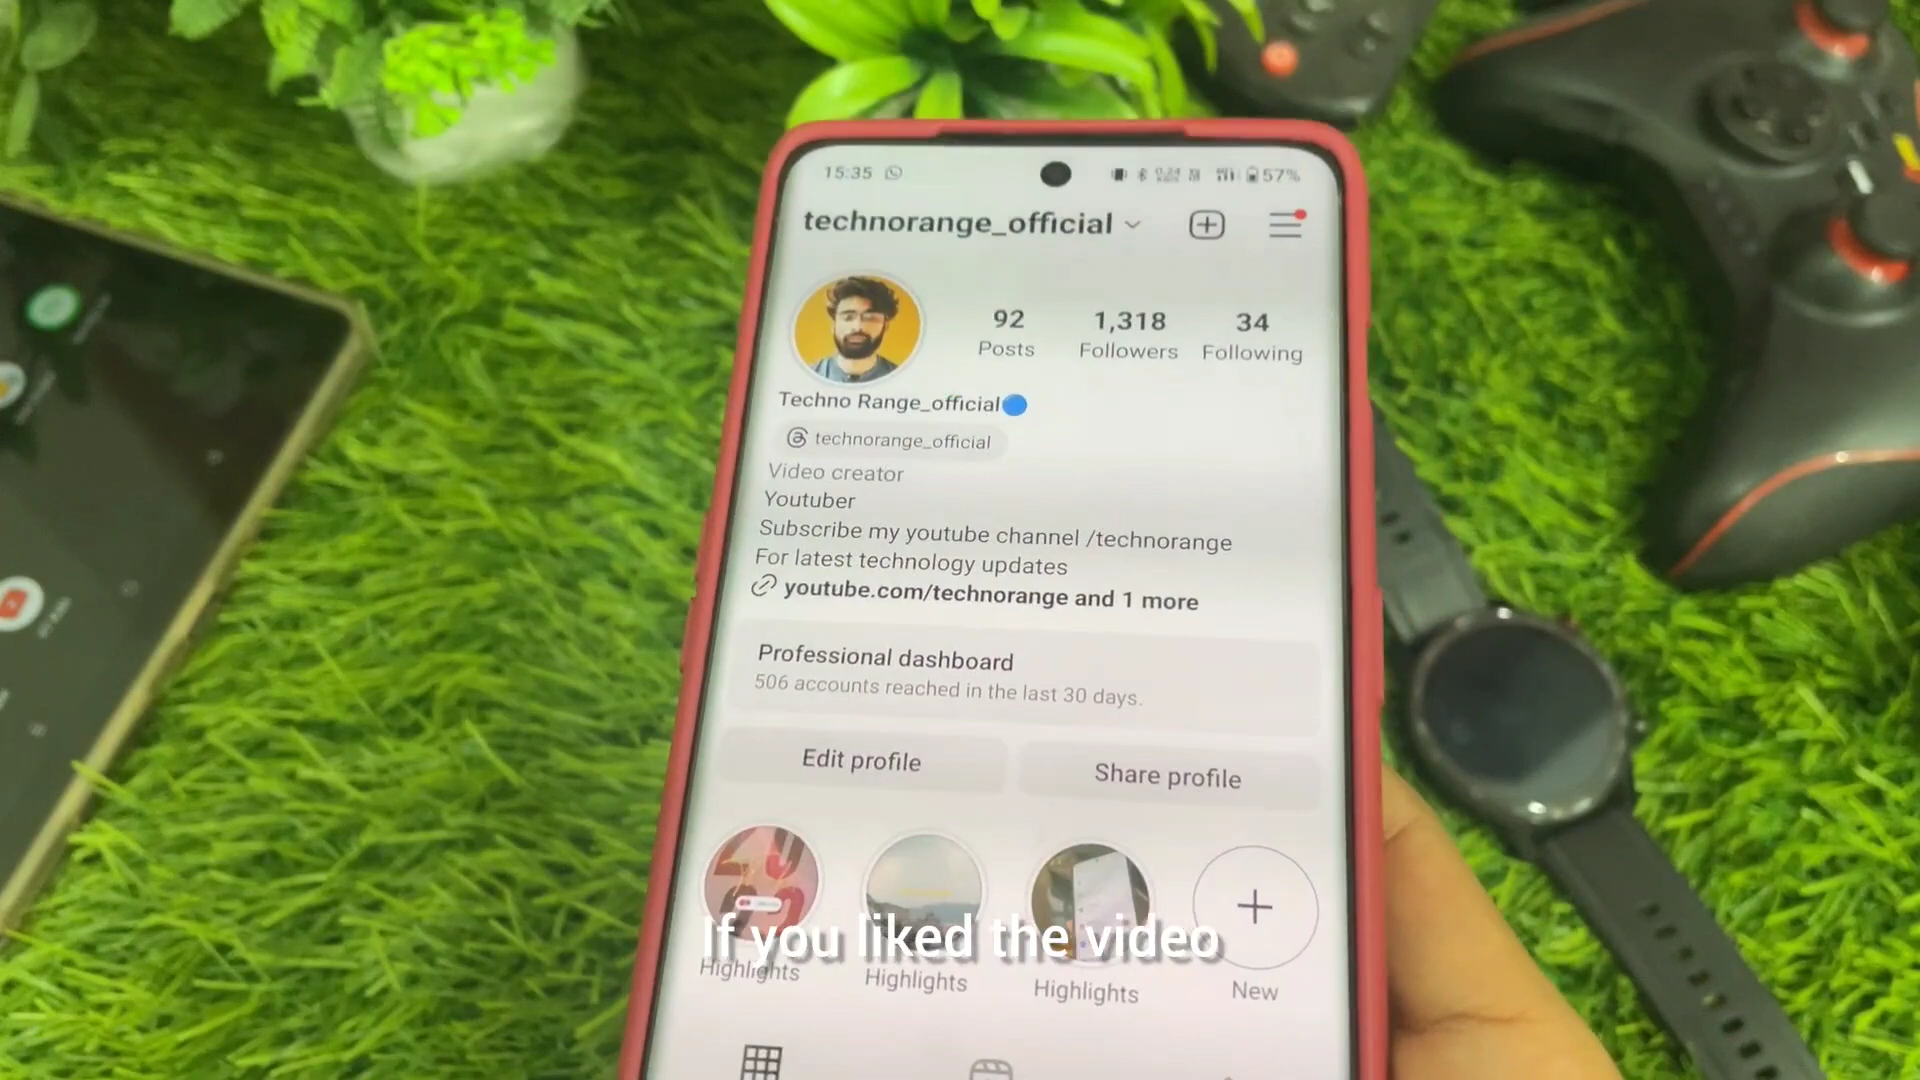 15:35
57%
technorange_official
92
1,318
34
Posts
Followers
Following
Techno Range_official
technorange_official
Video creator
Youtuber
Subscribe my youtube channel /technorange
For latest technology updates
youtube.com/technorange and 1 more
Professional dashboard
506 accounts reached in the last 30 days.
Edit profile
Share profile
If you liked the video
Highlights
Highlights
Highlights
New